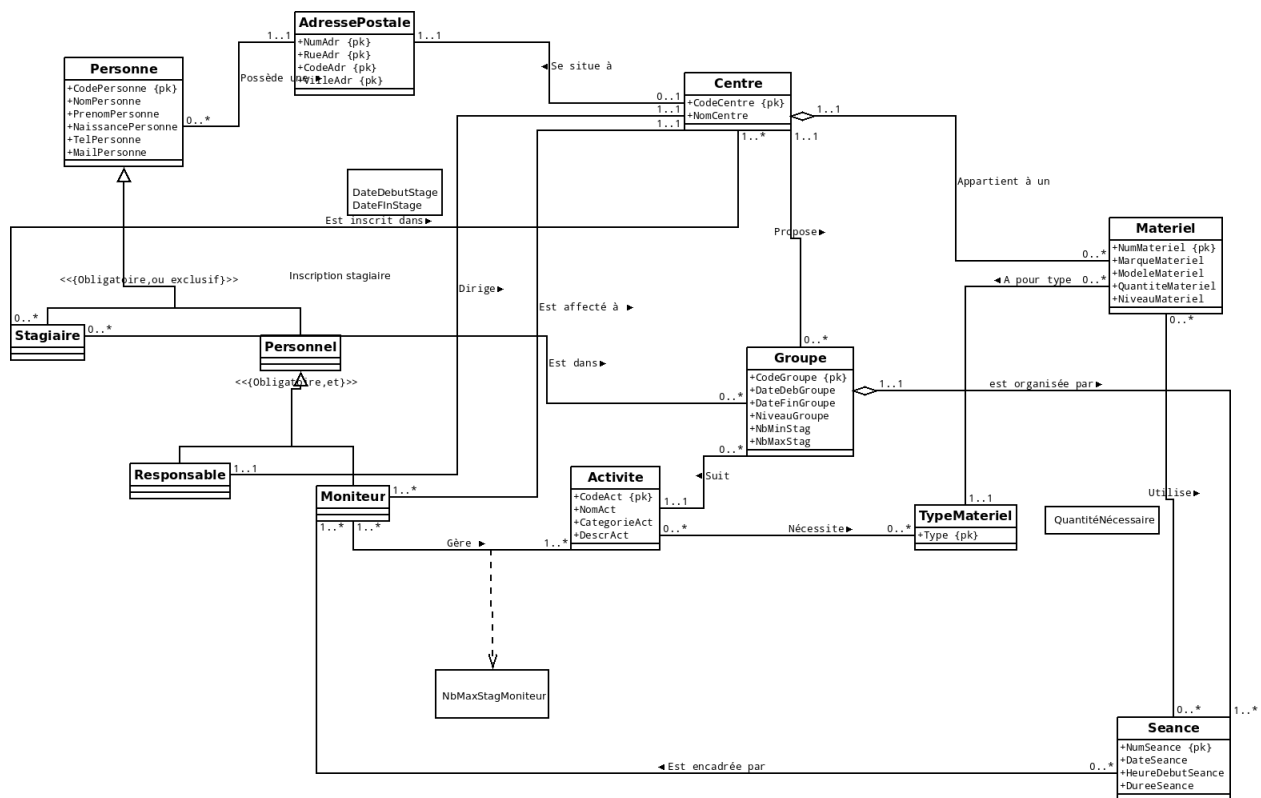 AdressePostale
+NumAdr {pk}
+RueAdr {pk}
+CodeAdr {pk}
+VilleAdr {pk}
1..1
1..1
Possède une ►
◄Se situe à
Personne
+CodePersonne {pk}
+NomPersonne
+PrenomPersonne
+NaissancePersonne
+TelPersonne
+MailPersonne
0..*
Centre
+CodeCentre {pk}
+NomCentre
0..1
1..1
1..1
1..1
1..*
1..1
Appartient à un
DateDebutStage
DateFInStage
Est inscrit dans►
Propose►
Materiel
+NumMateriel {pk}
+MarqueMateriel
+ModeleMateriel
+QuantiteMateriel
+NiveauMateriel
0..*
◄A pour type
0..*
0..*
<<{Obligatoire,ou exclusif}>>
Inscription stagiaire
Dirige►
Est affecté à ►
0..*
Stagiaire
0..*
Personnel
<<{Obligatoire,et}>>
Est dans►
0..*
Groupe
+CodeGroupe {pk}
+DateDebGroupe
+DateFinGroupe
+NiveauGroupe
+NbMinStag
+NbMaxStag
0..*
1..1
est organisée par►
0..*
◄Suit
Responsable
1..1
Moniteur
1..*
1..*
1..*
Activite
+CodeAct {pk}
+NomAct
+CategorieAct
+DescrAct
1..1
0..*
Nécessite►
0..*
Gère ►
1..*
1..1
TypeMateriel
+Type {pk}
Utilise►
QuantitéNécessaire
NbMaxStagMoniteur
0..*
1..*
Seance
+NumSeance {pk}
+DateSeance
+HeureDebutSeance
+DureeSeance
◄Est encadrée par
0..*